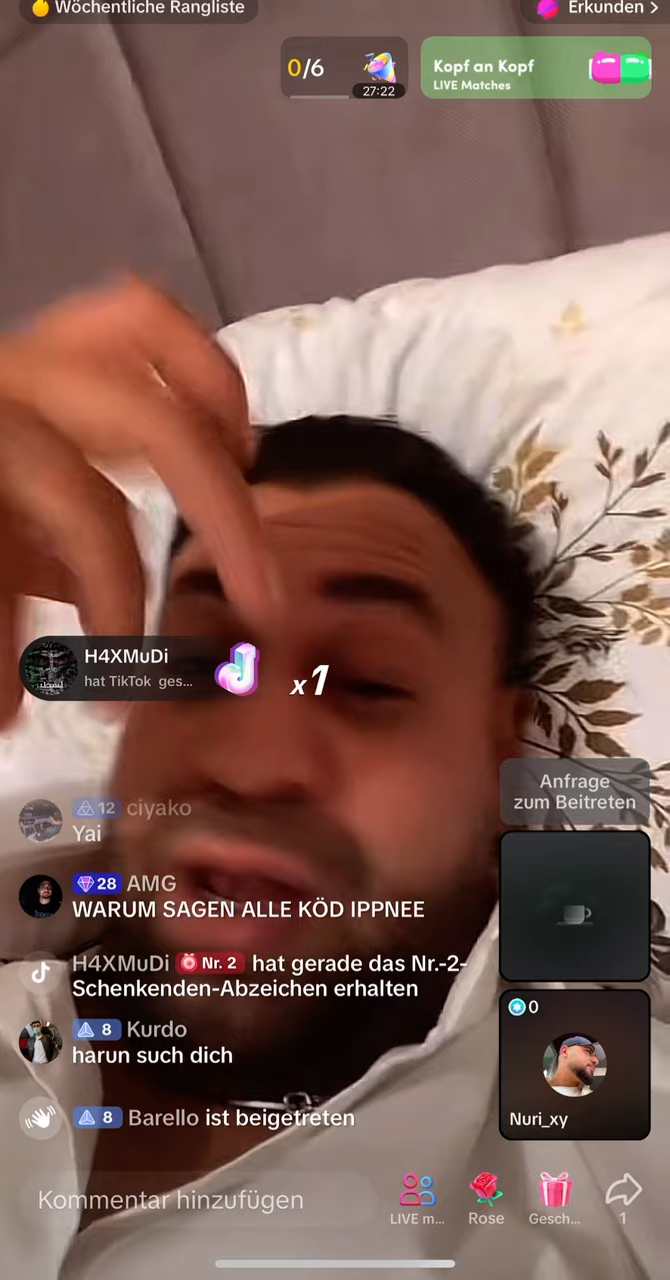 Wöchentliche Rangliste
Erkunden >
0/6
27:22
Kopf an Kopf
LIVE Matches
H4XMuDi
hat TikTok ges...
x1
Anfrage
zum Beitreten
12 ciyako
Yai
28 AMG
WARUM SAGEN ALLE KÖD IPPNEE
H4XMuDi Nr. 2 hat gerade das Nr.-2-
Schenkenden-Abzeichen erhalten
8 Kurdo
harun such dich
8 Barello ist beigetreten
0
Nuri_xy
Kommentar hinzufügen
LIVE m...
Rose
Gesch...
1